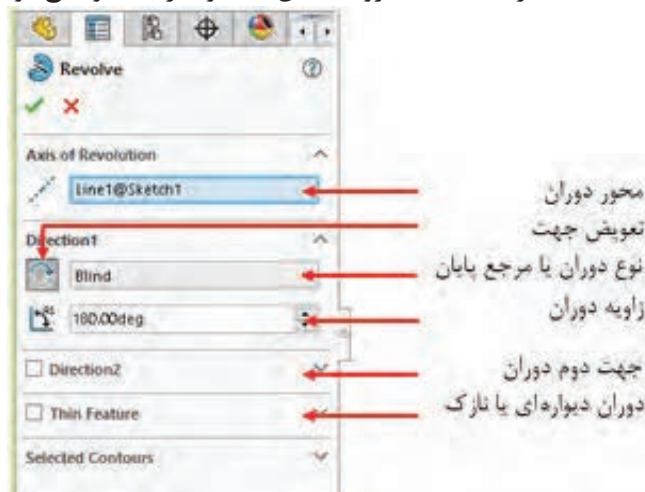 Revolve
Axis of Revolution
Line1@Sketch1
محور دوران
Direction1
تعویض جهت
Blind
نوع دوران یا مرجع پایان
180.00deg
زاویه دوران
Direction2
جهت دوم دوران
Thin Feature
دوران دیواره‌ای یا نازک
Selected Contours